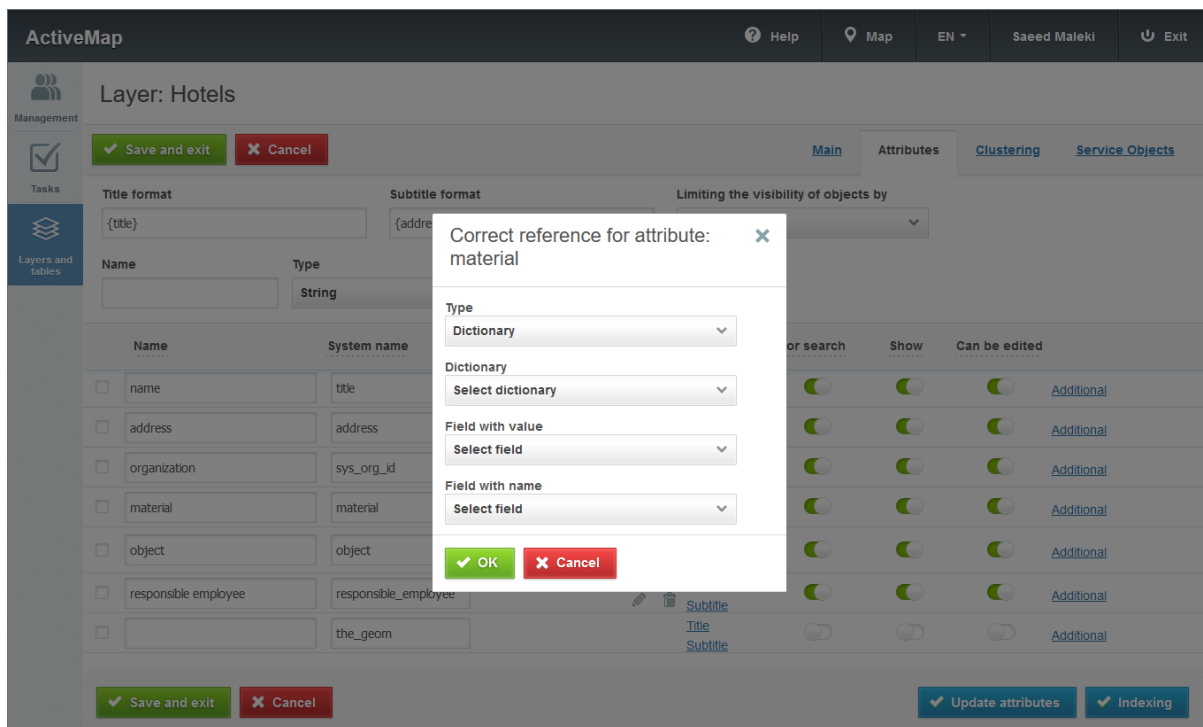 ActiveMap
Help Map EN Saeed Maleki Exit
Management
Tasks
Layers and
tables
Layer: Hotels
Save and exit Cancel Main Attributes Clustering Service Objects
Title format Subtitle format Limiting the visibility of objects by
{title} {addre
Name Type
String
Name System name or search Show Can be edited
name title Additional
address address Additional
organization sys_org_id Additional
material material Additional
object object Additional
responsible employee responsible_employee Subtitle Additional
the_geom Title Subtitle Additional
Correct reference for attribute:
material
Type
Dictionary
Dictionary
Select dictionary
Field with value
Select field
Field with name
Select field
OK Cancel
Save and exit Cancel Update attributes Indexing